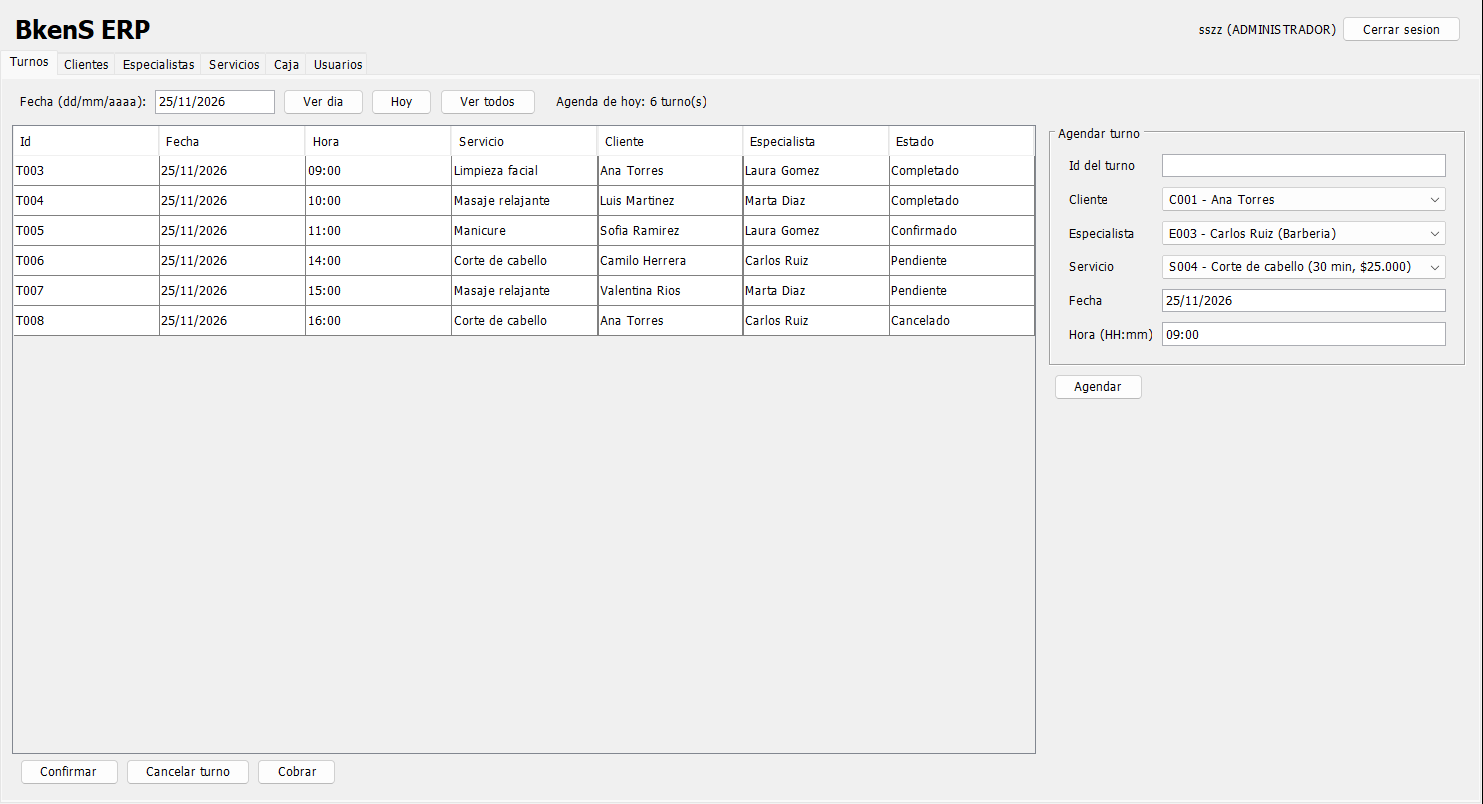 BkenS ERP
sszz (ADMINISTRADOR) Cerrar sesion
Turnos Clientes Especialistas Servicios Caja Usuarios
Fecha (dd/mm/aaaa): 25/11/2026 Ver dia Hoy Ver todos Agenda de hoy: 6 turno(s)
Id Fecha Hora Servicio Cliente Especialista Estado
T003 25/11/2026 09:00 Limpieza facial Ana Torres Laura Gomez Completado
T004 25/11/2026 10:00 Masaje relajante Luis Martinez Marta Diaz Completado
T005 25/11/2026 11:00 Manicure Sofia Ramirez Laura Gomez Confirmado
T006 25/11/2026 14:00 Corte de cabello Camilo Herrera Carlos Ruiz Pendiente
T007 25/11/2026 15:00 Masaje relajante Valentina Rios Marta Diaz Pendiente
T008 25/11/2026 16:00 Corte de cabello Ana Torres Carlos Ruiz Cancelado
Confirmar Cancelar turno Cobrar
Agendar turno
Id del turno
Cliente C001 - Ana Torres
Especialista E003 - Carlos Ruiz (Barberia)
Servicio S004 - Corte de cabello (30 min, $25.000)
Fecha 25/11/2026
Hora (HH:mm) 09:00
Agendar